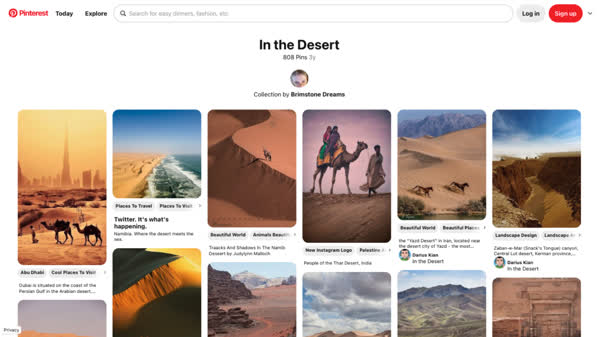 Pinterest
Today
Explore
Search for easy dinners, fashion, etc.
Log in
Sign up
In the Desert
808 Pins 3y
Collection by Brimstone Dreams
Abu Dhabi
Cool Places To Visit
Dubai is situated on the coast of the
Persian Gulf in the Arabian desert,...
Places To Travel
Places To Visit
Twitter. It's what's
happening.
Namibia. Where the desert meets the
sea.
Beautiful World
Animals Beautif
Traacks And Shadows In The Namib
Dessert by Judylynn Malloch
New Instagram Logo
Palestine A
People of the Thar Desert, India
Beautiful World
Beautiful Places
the "Yazd Desert" in Iran, located near
the desert city of Yazd - the most...
Darius Kian
In the Desert
Landscape Design
Landscape Ar
Zaban-e-Mar (Snack's Tongue) canyon,
Central Lut desert, Kerman province,...
Darius Kian
In the Desert
Privacy